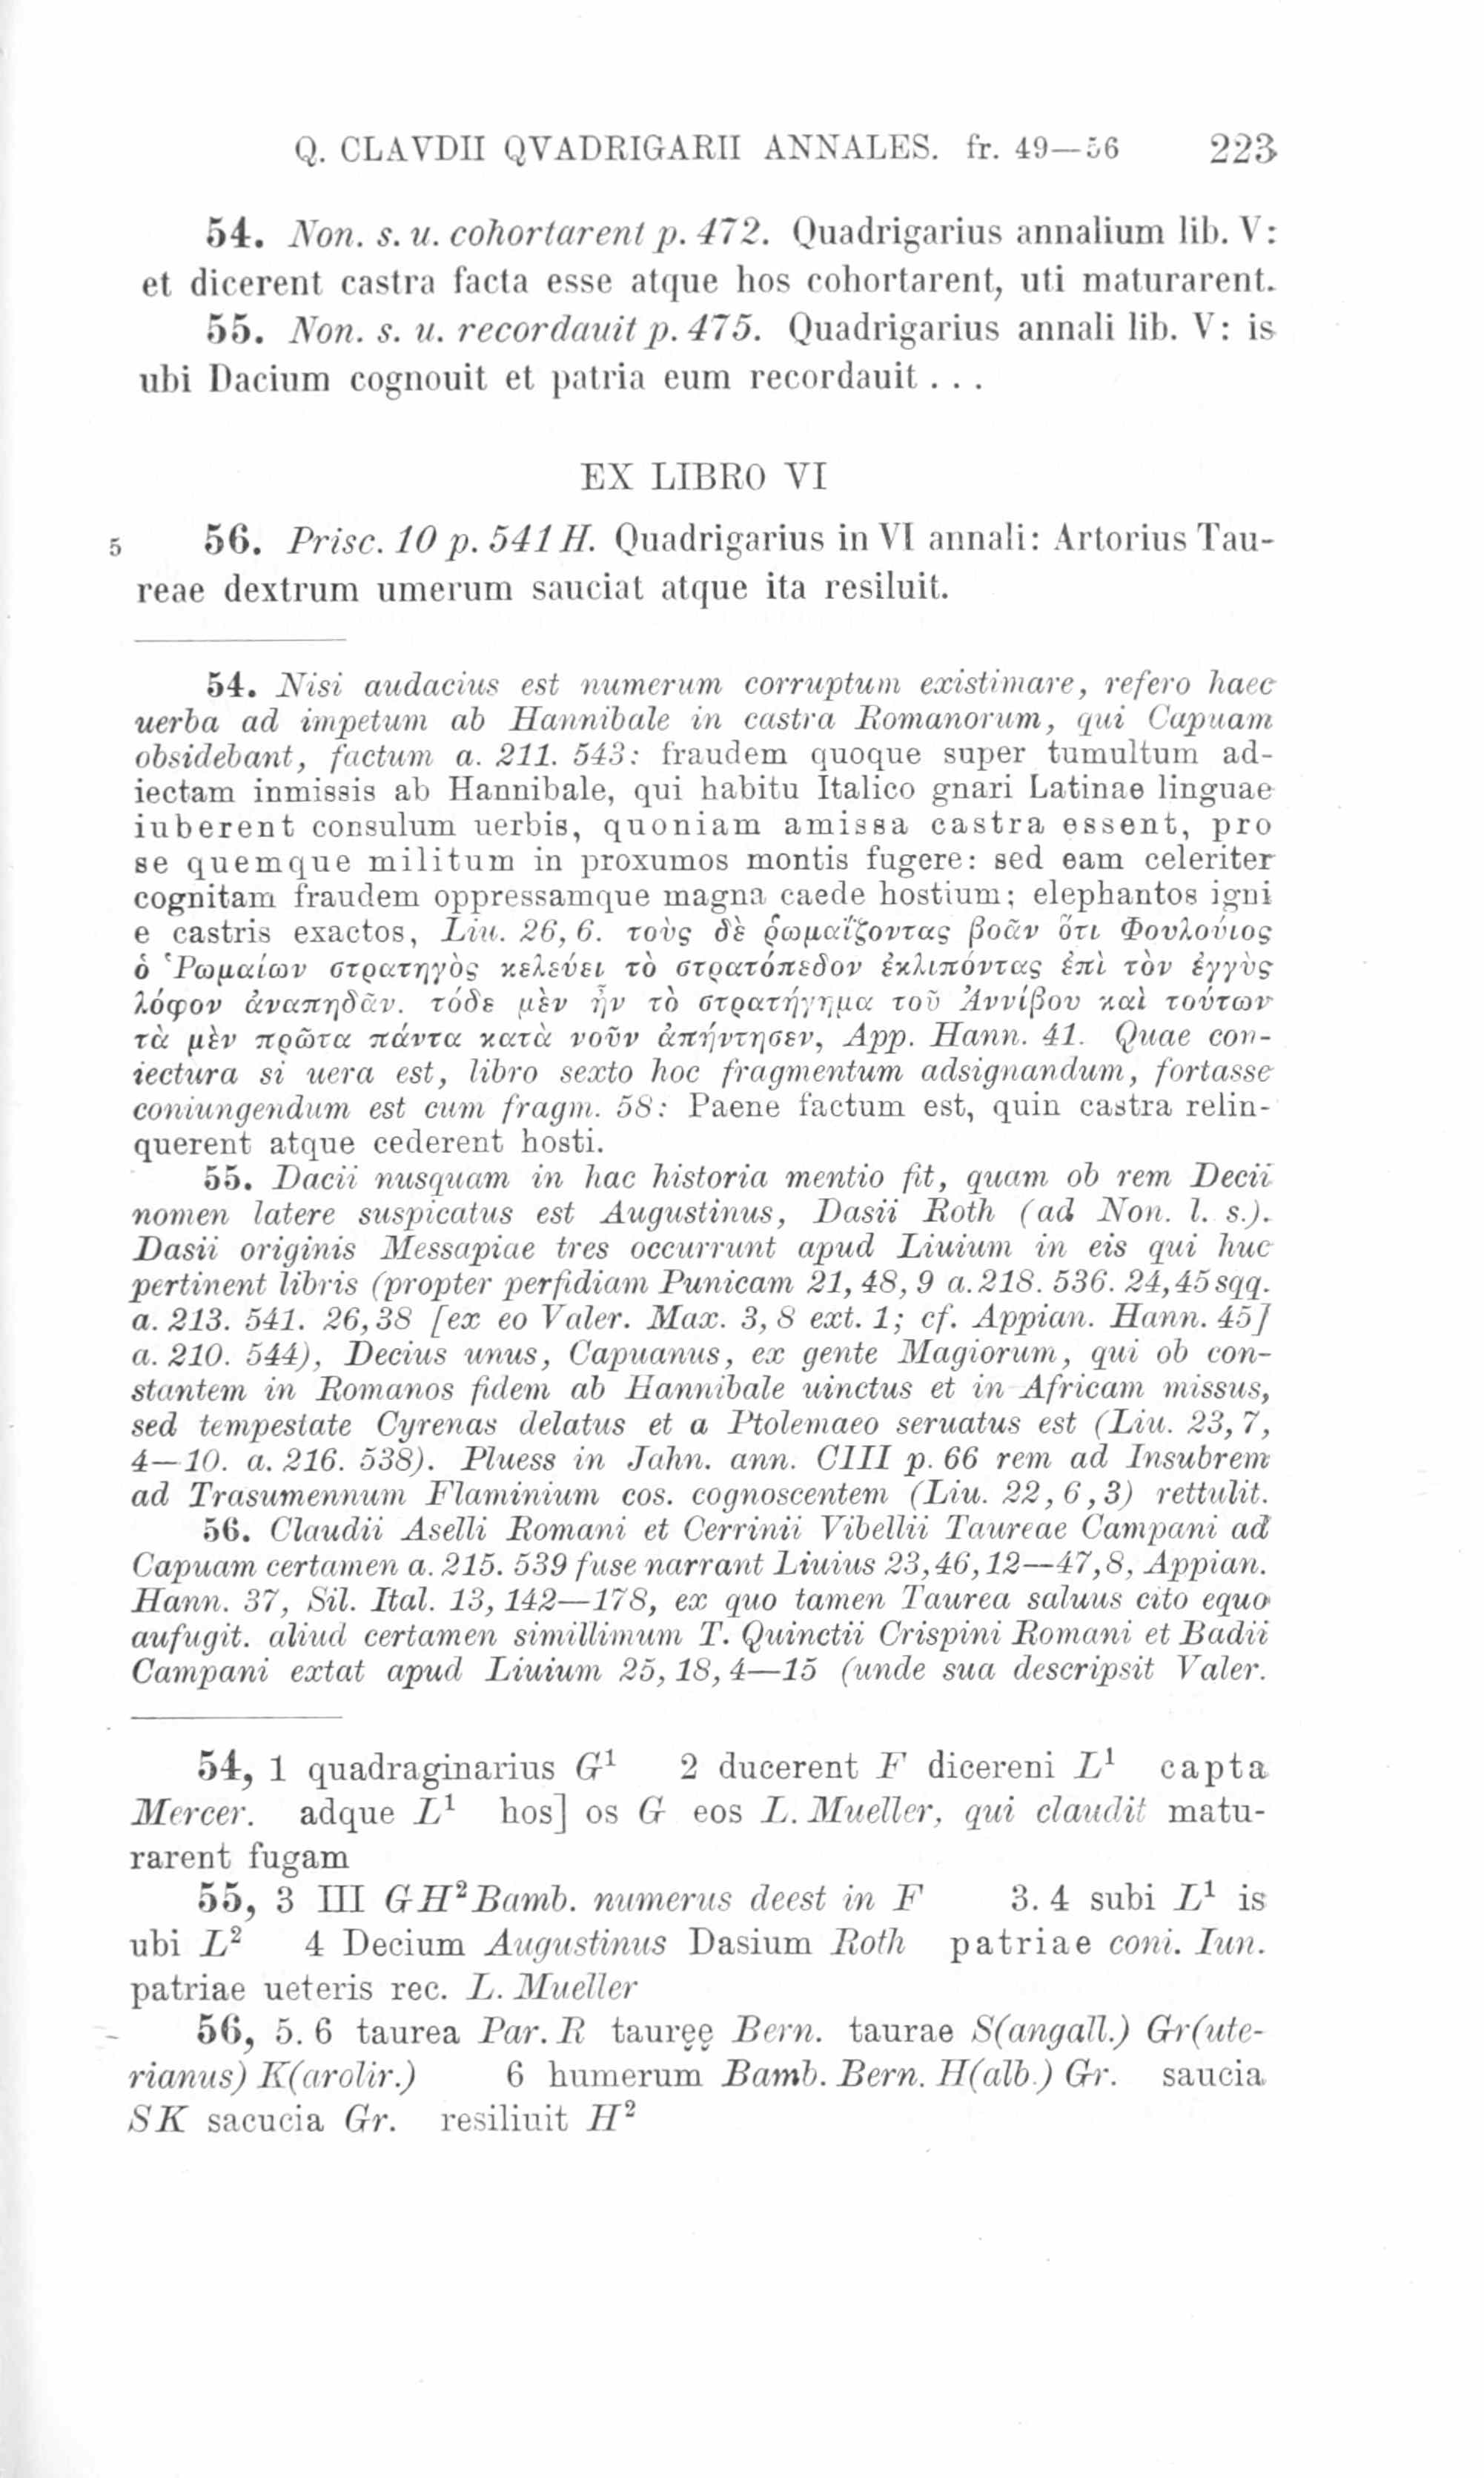 Q. CLAVDII QVADRIGARII ANNALES. fr. 49—56 223
54. Non. s. u. cohortarent p. 472. Quadrigarius annalium lib. V:
et dicerent castra facta esse atque hos cohortarent, uti maturarent.
55. Non. s. u. recordauit p. 475. Quadrigarius annali lib. V: is
ubi Dacium cognouit et patria eum recordauit . . .
EX LIBRO VI
5 56. Prisc. 10 p. 541 H. Quadrigarius in VI annali: Artorius Tau-
reae dextrum umerum sauciat atque ita resiluit.
54. Nisi audacius est numerum corruptum existimare, refero haec
uerba ad impetum ab Hannibale in castra Romanorum, qui Capuam
obsidebant, factum a. 211. 543: fraudem quoque super tumultum ad-
iectam inmissis ab Hannibale, qui habitu Italico gnari Latinae linguae
iuberent consulum uerbis, quoniam amissa castra essent, pro
se quemque militum in proxumos montis fugere: sed eam celeriter
cognitam fraudem oppressamque magna caede hostium; elephantos igni
e castris exactos, Liu. 26, 6. τοὺς δὲ ῥωμαΐζοντας βοᾶν ὅτι Φουλούιος
ὁ Ῥωμαίων στρατηγὸς κελεύει τὸ στρατόπεδον ἐκλιπόντας ἐπὶ τὸν ἐγγὺς
λόφον ἀναπηδᾶν. τόδε μὲν ἦν τὸ στρατήγημα τοῦ Ἀννίβου καὶ τούτων
τὰ μὲν πρῶτα πάντα κατὰ νοῦν ἀπήντησεν, App. Hann. 41. Quae con-
iectura si uera est, libro sexto hoc fragmentum adsignandum, fortasse
coniungendum est cum fragm. 58: Paene factum est, quin castra relin-
querent atque cederent hosti.
55. Dacii nusquam in hac historia mentio fit, quam ob rem Decii
nomen latere suspicatus est Augustinus, Dasii Roth (ad Non. l. s.).
Dasii originis Messapiae tres occurrunt apud Liuium in eis qui huc
pertinent libris (propter perfidiam Punicam 21, 48, 9 a. 218. 536. 24, 45 sqq.
a. 213. 541. 26, 38 [ex eo Valer. Max. 3, 8 ext. 1; cf. Appian. Hann. 45]
a. 210. 544), Decius unus, Capuanus, ex gente Magiorum, qui ob con-
stantem in Romanos fidem ab Hannibale uinctus et in Africam missus,
sed tempestate Cyrenas delatus et a Ptolemaeo seruatus est (Liu. 23, 7,
4—10. a. 216. 538). Pluess in Jahn. ann. CIII p. 66 rem ad Insubrem
ad Trasumennum Flaminium cos. cognoscentem (Liu. 22, 6, 3) rettulit.
56. Claudii Aselli Romani et Cerrinii Vibellii Taureae Campani ad
Capuam certamen a. 215. 539 fuse narrant Liuius 23, 46, 12—47, 8, Appian.
Hann. 37, Sil. Ital. 13, 142—178, ex quo tamen Taurea saluus cito equo
aufugit. aliud certamen simillimum T. Quinctii Crispini Romani et Badii
Campani extat apud Liuium 25, 18, 4—15 (unde sua descripsit Valer.
54, 1 quadraginarius G¹ 2 ducerent F dicereni L¹ capta
Mercer. adque L¹ hos] os G eos L. Mueller, qui claudit matu-
rarent fugam
55, 3 III G H² Bamb. numerus deest in F 3. 4 subi L¹ is
ubi L² 4 Decium Augustinus Dasium Roth patriae coni. Iun.
patriae ueteris rec. L. Mueller
56, 5. 6 taurea Par. R tauręę Bern. taurae S(angall.) Gr(ute-
rianus) K(arolir.) 6 humerum Bamb. Bern. H(alb.) Gr. saucia
SK sacucia Gr. resiliuit H²